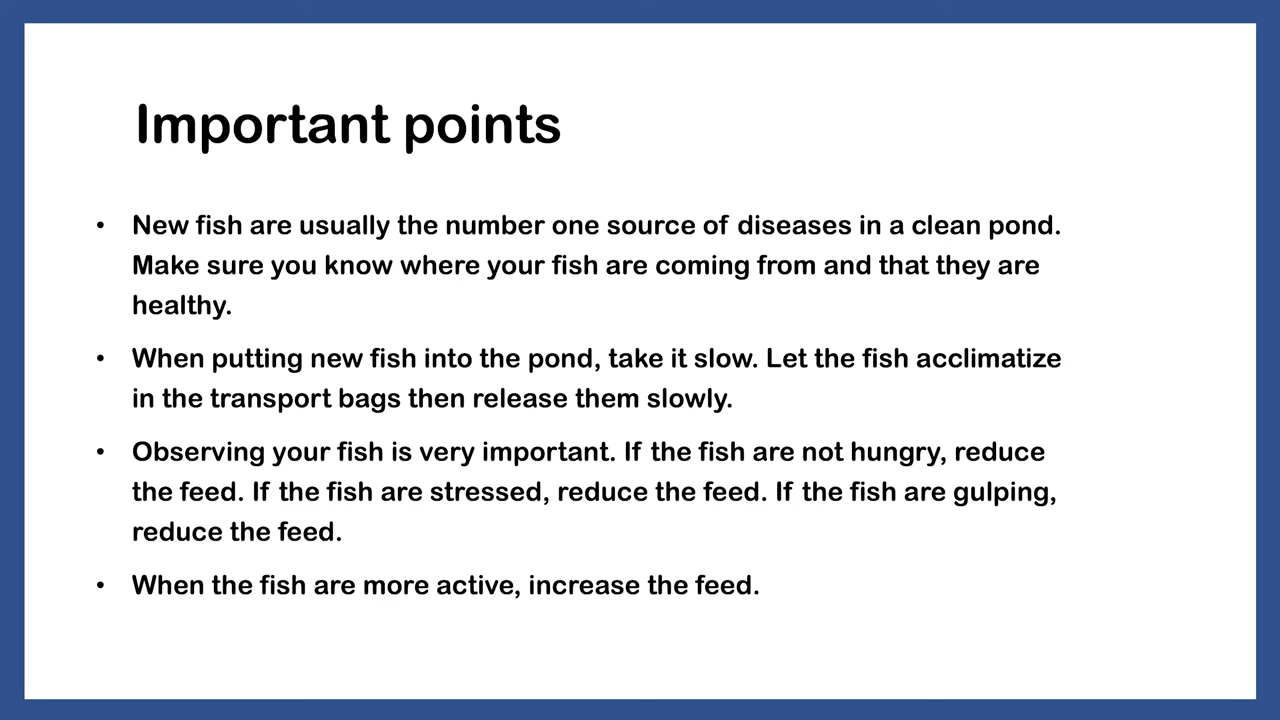 Important points
• New fish are usually the number one source of diseases in a clean pond.
Make sure you know where your fish are coming from and that they are
healthy.
• When putting new fish into the pond, take it slow. Let the fish acclimatize
in the transport bags then release them slowly.
• Observing your fish is very important. If the fish are not hungry, reduce
the feed. If the fish are stressed, reduce the feed. If the fish are gulping,
reduce the feed.
• When the fish are more active, increase the feed.